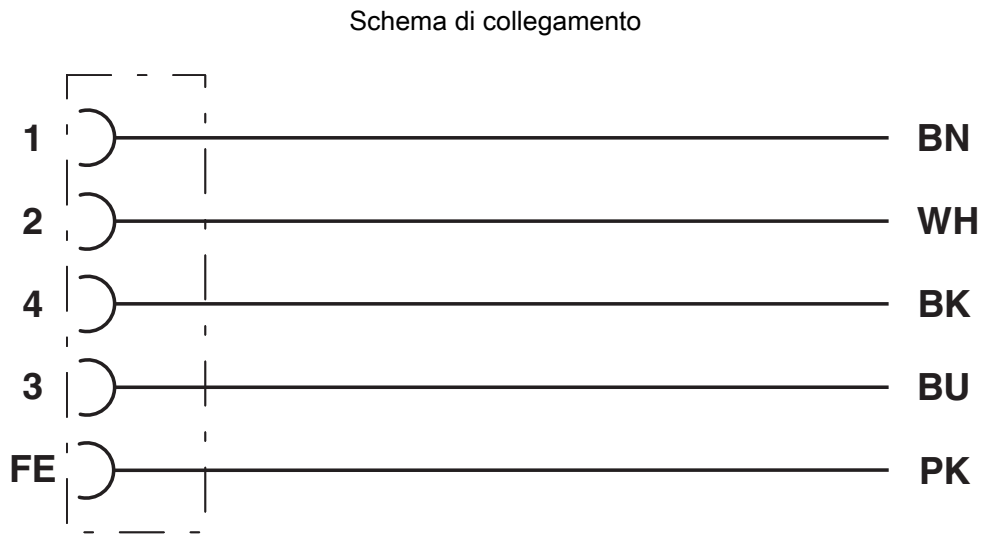 Schema di collegamento
1 BN
2 WH
4 BK
3 BU
FE PK